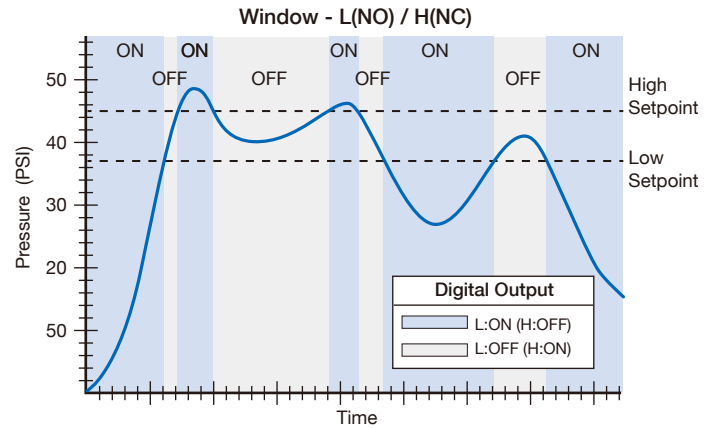 Window - L(NO) / H(NC)
ON ON ON ON ON
OFF OFF OFF OFF
50
High
Setpoint
40
Low
Setpoint
30
20
50
Pressure (PSI)
Digital Output
L:ON (H:OFF)
L:OFF (H:ON)
Time